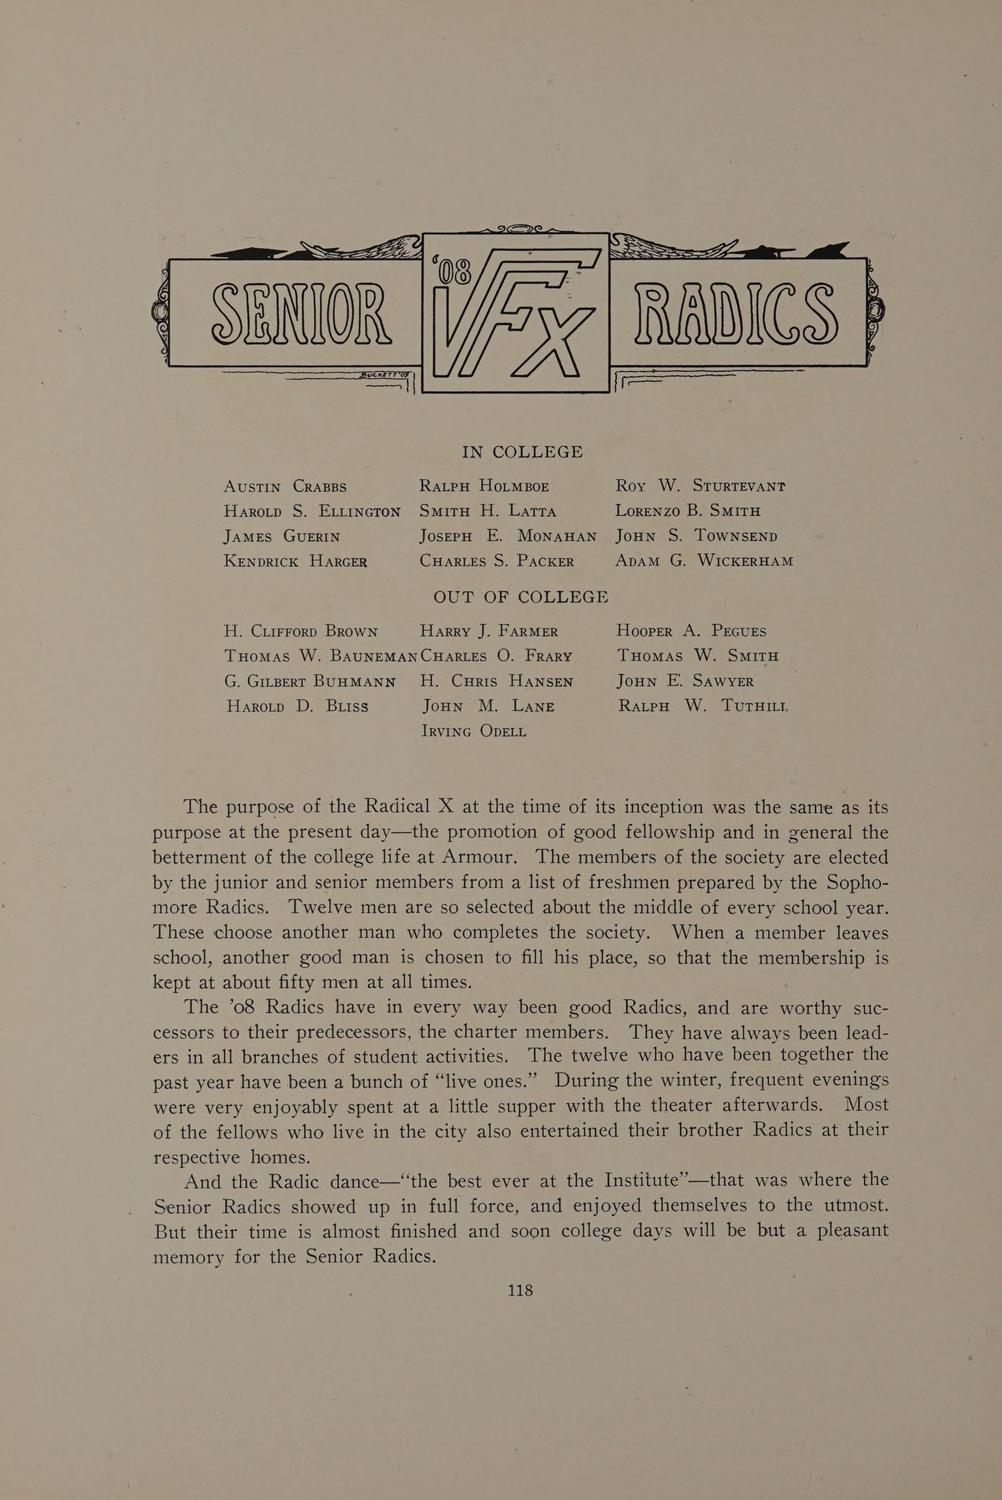 SENIOR '08 √FX RADICS
BUCKETT '09
IN COLLEGE
AUSTIN CRABBS RALPH HOLMBOE ROY W. STURTEVANT
HAROLD S. ELLINGTON SMITH H. LATTA LORENZO B. SMITH
JAMES GUERIN JOSEPH E. MONAHAN JOHN S. TOWNSEND
KENDRICK HARGER CHARLES S. PACKER ADAM G. WICKERHAM
OUT OF COLLEGE
H. CLIFFORD BROWN HARRY J. FARMER HOOPER A. PEGUES
THOMAS W. BAUNEMAN CHARLES O. FRARY THOMAS W. SMITH
G. GILBERT BUHMANN H. CHRIS HANSEN JOHN E. SAWYER
HAROLD D. BLISS JOHN M. LANE RALPH W. TUTHILL
IRVING ODELL
The purpose of the Radical X at the time of its inception was the same as its
purpose at the present day—the promotion of good fellowship and in general the
betterment of the college life at Armour. The members of the society are elected
by the junior and senior members from a list of freshmen prepared by the Sopho-
more Radics. Twelve men are so selected about the middle of every school year.
These choose another man who completes the society. When a member leaves
school, another good man is chosen to fill his place, so that the membership is
kept at about fifty men at all times.
The ’08 Radics have in every way been good Radics, and are worthy suc-
cessors to their predecessors, the charter members. They have always been lead-
ers in all branches of student activities. The twelve who have been together the
past year have been a bunch of “live ones.” During the winter, frequent evenings
were very enjoyably spent at a little supper with the theater afterwards. Most
of the fellows who live in the city also entertained their brother Radics at their
respective homes.
And the Radic dance—“the best ever at the Institute”—that was where the
Senior Radics showed up in full force, and enjoyed themselves to the utmost.
But their time is almost finished and soon college days will be but a pleasant
memory for the Senior Radics.
118